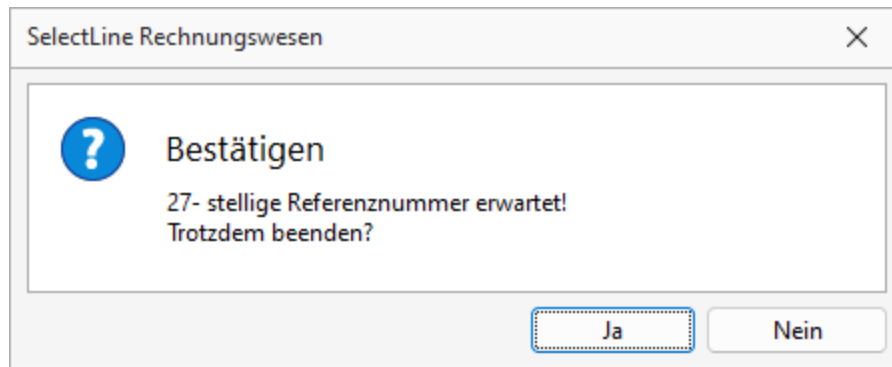 SelectLine Rechnungswesen
?
Bestätigen
27- stellige Referenznummer erwartet!
Trotzdem beenden?
Ja
Nein